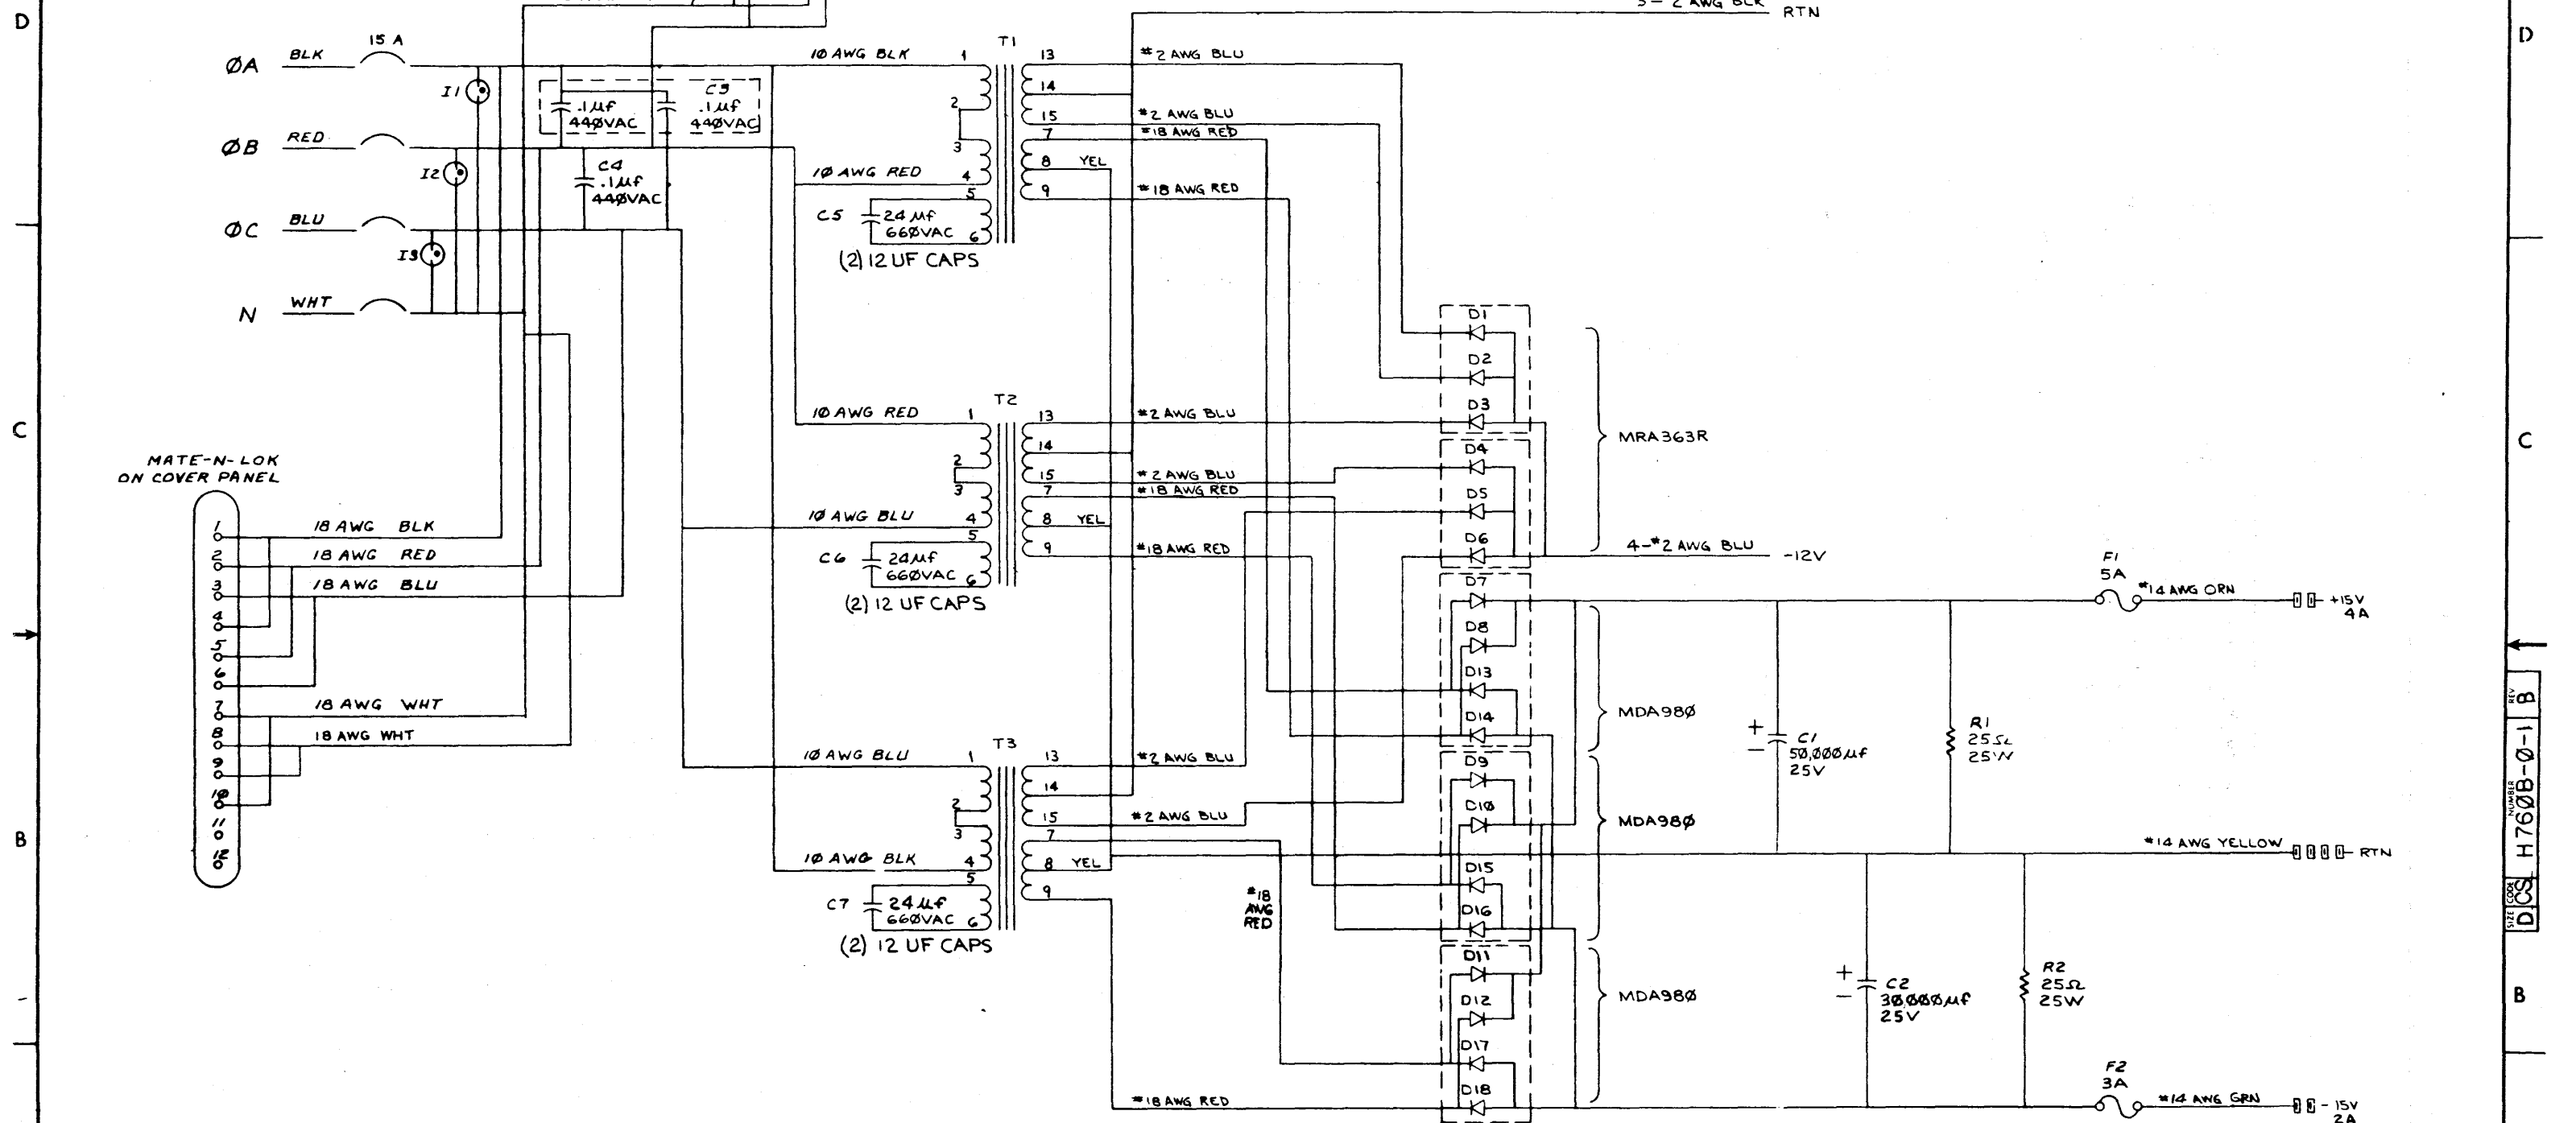 D
5- 2 AWG BLK
RTN
D
ØA
BLK
15 A
I1
.1µf
440VAC
C3
.1µf
440VAC
10 AWG BLK
1
T1
13
#2 AWG BLU
14
2
15
#2 AWG BLU
7
#18 AWG RED
ØB
RED
I2
C4
.1µf
440VAC
3
8
YEL
10 AWG RED
4
9
#18 AWG RED
5
C5
24µf
660VAC
6
(2) 12 UF CAPS
ØC
BLU
I3
N
WHT
D1
D2
D3
MRA363R
C
C
10 AWG RED
1
T2
13
#2 AWG BLU
14
2
15
#2 AWG BLU
3
7
#18 AWG RED
D4
D5
D6
10 AWG BLU
4
8
YEL
5
9
#18 AWG RED
C6
24µf
660VAC
6
(2) 12 UF CAPS
4-#2 AWG BLU
-12V
MATE-N-LOK
ON COVER PANEL
1
18 AWG BLK
2
18 AWG RED
3
18 AWG BLU
4
5
6
7
18 AWG WHT
8
18 AWG WHT
9
10
11
12
D7
D8
D13
D14
MDA980
F1
5A
#14 AWG ORN
+15V
4A
+
-
C1
50,000µf
25V
R1
25Ω
25W
10 AWG BLU
1
T3
13
#2 AWG BLU
14
2
15
#2 AWG BLU
3
7
10 AWG BLK
4
8
YEL
5
9
C7
24µf
660VAC
6
(2) 12 UF CAPS
#18
AWG
RED
D9
D10
D15
D16
MDA980
#14 AWG YELLOW
RTN
B
B
D11
D12
D17
D18
MDA980
#18 AWG RED
+
-
C2
30,000µf
25V
R2
25Ω
25W
F2
3A
#14 AWG GRN
-15V
2A
SIZE CODE NUMBER REV
D CS H760B-0-1 B